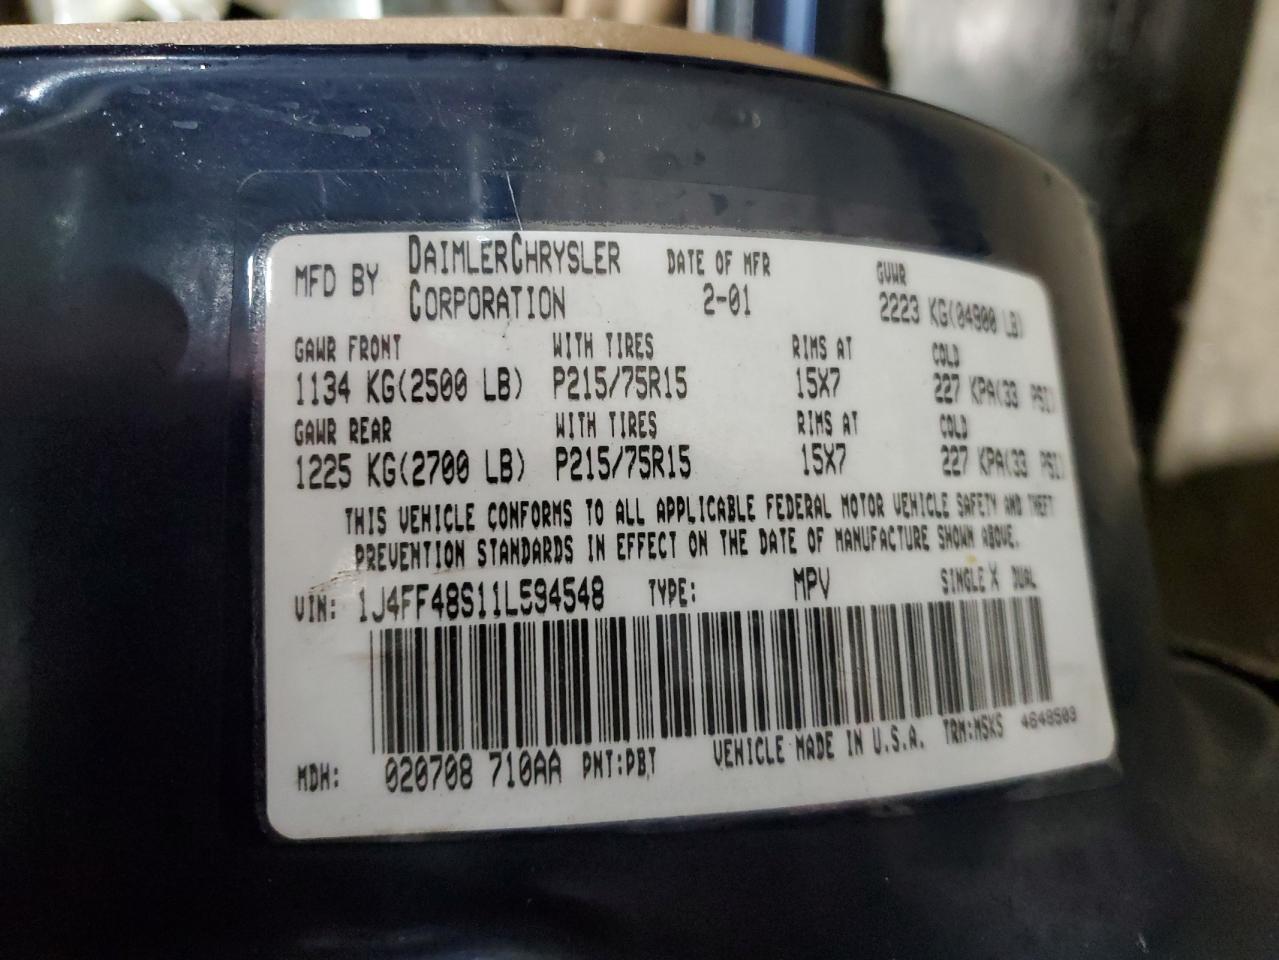 MFD BY DAIMLERCHRYSLER CORPORATION DATE OF MFR 2-01 GVWR 2223 KG(04900 LB)
GAWR FRONT WITH TIRES RIMS AT COLD
1134 KG(2500 LB) P215/75R15 15X7 227 KPA(33 PSI)
GAWR REAR WITH TIRES RIMS AT COLD
1225 KG(2700 LB) P215/75R15 15X7 227 KPA(33 PSI)
THIS VEHICLE CONFORMS TO ALL APPLICABLE FEDERAL MOTOR VEHICLE SAFETY AND THEFT
PREVENTION STANDARDS IN EFFECT ON THE DATE OF MANUFACTURE SHOWN ABOVE.
VIN: 1J4FF48S11L594548 TYPE: MPV SINGLE X DUAL
MDH: 020708 710AA PNT:PBT VEHICLE MADE IN U.S.A. TRM:MSKS 4648503